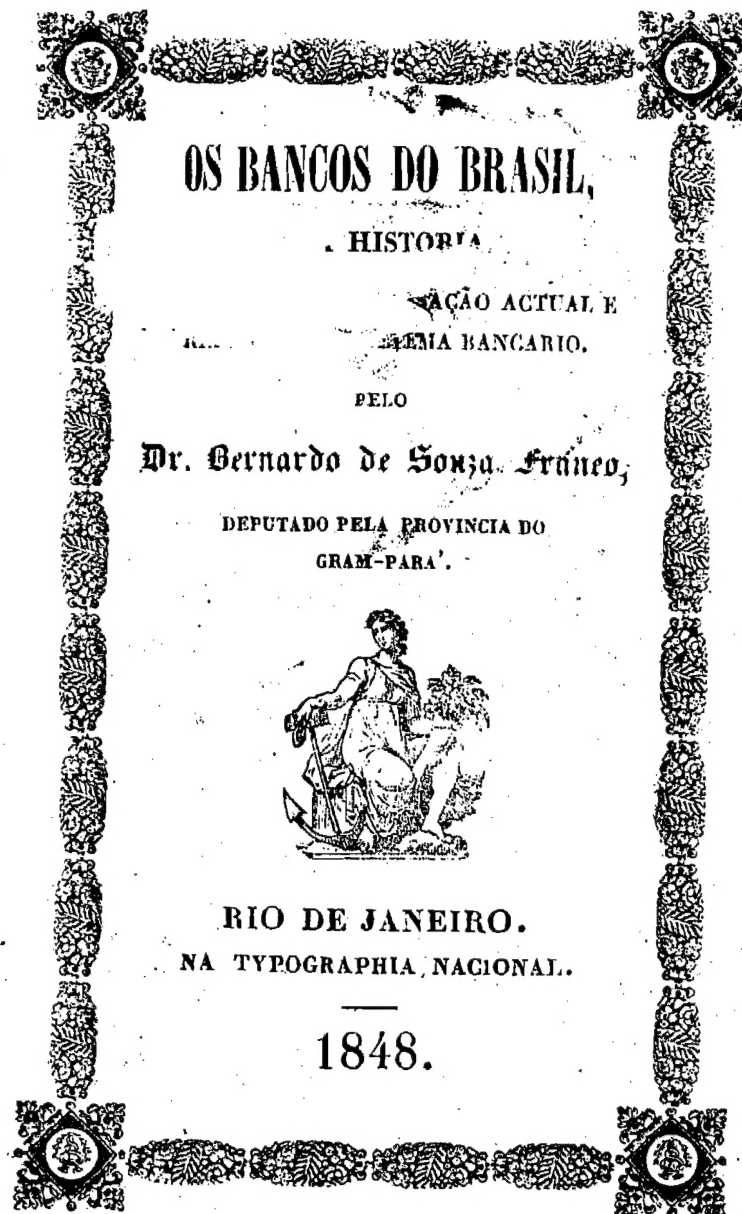 OS BANCOS DO BRASIL,
HISTORIA
ACTUAL E
BANCARIO.
PELO
Dr. Bernardo de Souza Franco,
DEPUTADO PELA PROVINCIA DO
GRAM-PARA'.
RIO DE JANEIRO.
NA TYPOGRAPHIA NACIONAL.
1848.